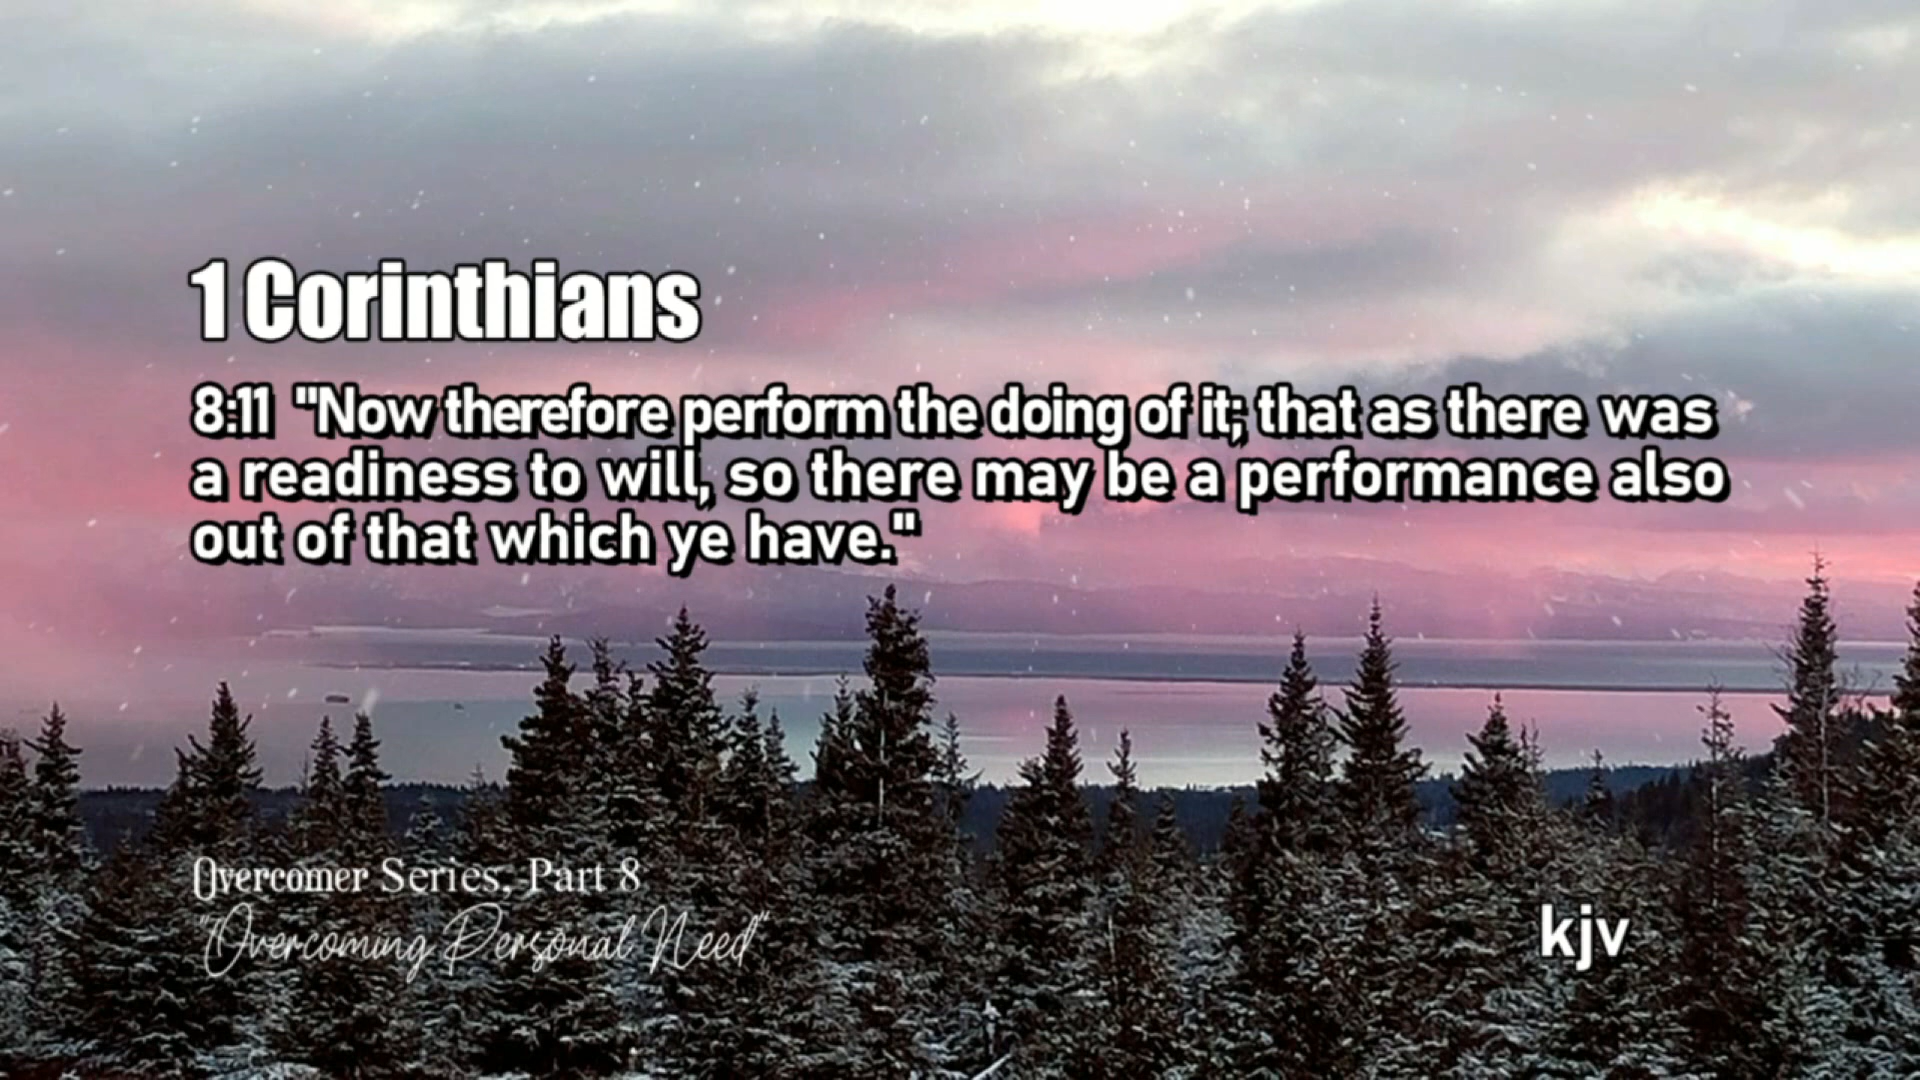 1 Corinthians
8:11 "Now therefore perform the doing of it; that as there was
a readiness to will, so there may be a performance also
out of that which ye have."
Overcomer Series, Part 8
"Overcoming Personal Need"
kjv